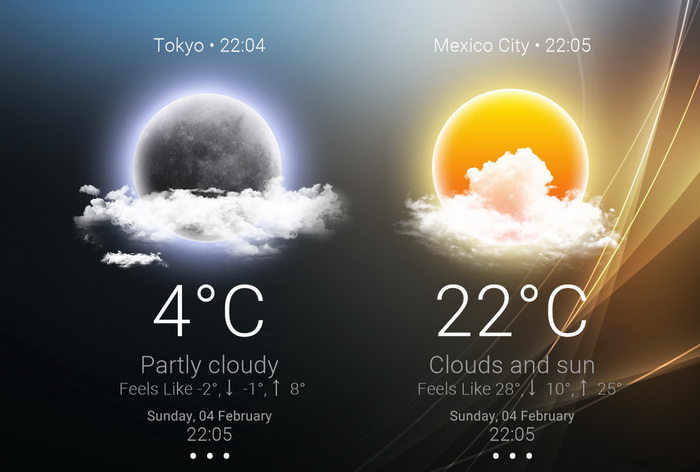 Tokyo • 22:04
4°C
Partly cloudy
Feels Like -2°,↓ -1°,↑ 8°
Sunday, 04 February
22:05
Mexico City • 22:05
22°C
Clouds and sun
Feels Like 28°,↓ 10°,↑ 25°
Sunday, 04 February
22:05